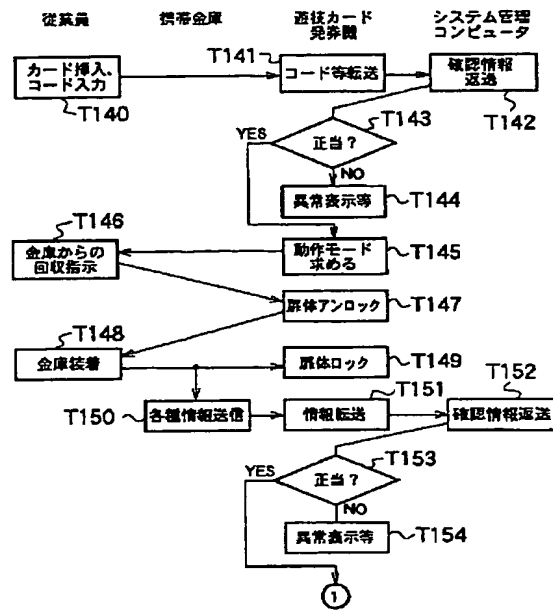 従業員
携帯金庫
遊技カード
発券機
システム管理
コンピュータ
カード挿入、
コード入力
T140
T141
コード等転送
確認情報
返送
T142
T143
正当?
YES
NO
異常表示等
T144
T146
金庫からの
回収指示
動作モード
求める
T145
扉体アンロック
T147
T148
金庫装着
扉体ロック
T149
T150
各種情報送信
T151
情報転送
T152
確認情報返送
T153
正当?
YES
NO
異常表示等
T154
1